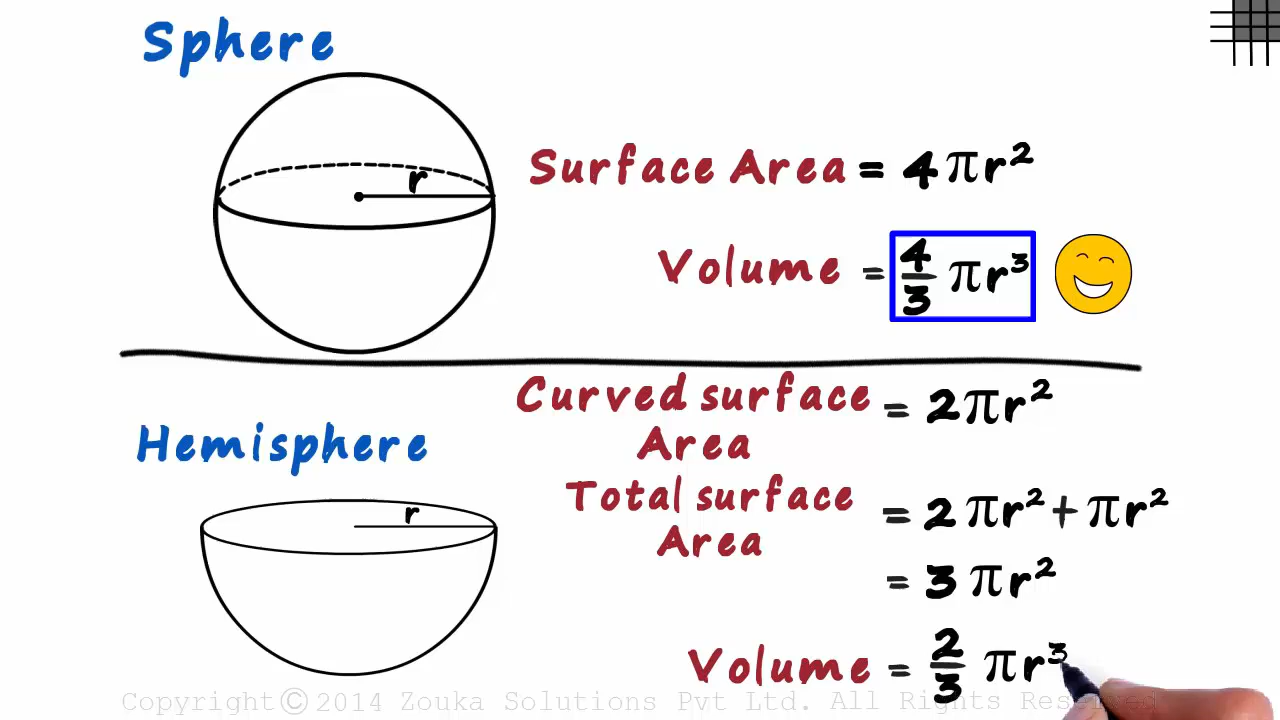 Sphere
r
Surface Area = 4πr²
Volume = 4/3 πr³
Hemisphere
r
Curved surface Area = 2πr²
Total surface Area = 2πr² + πr²
= 3πr²
Volume = 2/3 πr³
Copyright©2014 Zouka Solutions Pvt Ltd. All Rights Reserved